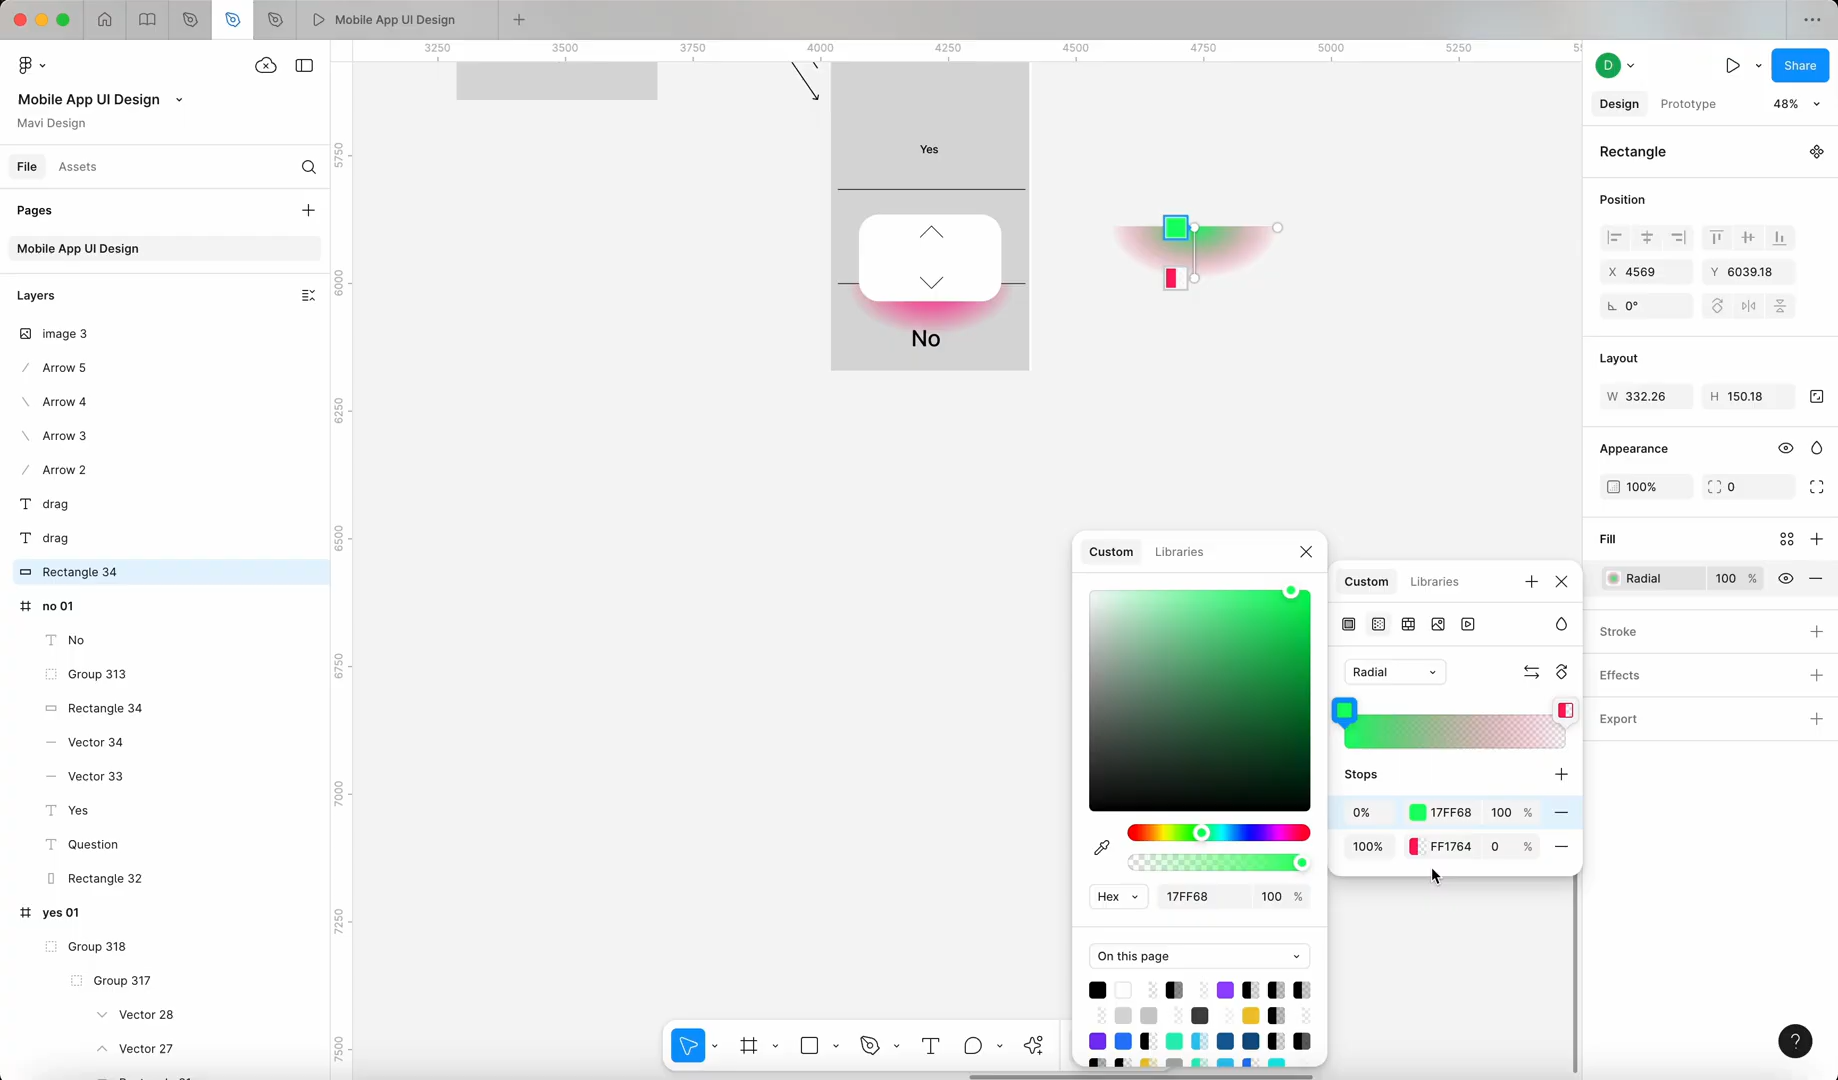 Mobile App UI Design
3250
3500
3750
4000
4250
4500
4750
5000
5250
D
Share
Mobile App UI Design
Mavi Design
Design
Prototype
48%
File
Assets
Pages
Mobile App UI Design
Layers
image 3
Arrow 5
Arrow 4
Arrow 3
Arrow 2
drag
drag
Rectangle 34
no 01
No
Group 313
Rectangle 34
Vector 34
Vector 33
Yes
Question
Rectangle 32
yes 01
Group 318
Group 317
Vector 28
Vector 27
5750
6000
6250
6500
6750
7000
7250
7500
Yes
No
Rectangle
Position
X 4569
Y 6039.18
0°
Layout
W 332.26
H 150.18
Appearance
100%
0
Fill
Radial 100 %
Stroke
Effects
Export
Custom
Libraries
Hex
17FF68
100 %
On this page
Custom
Libraries
Radial
Stops
0% 17FF68 100 %
100% FF1764 0 %
?